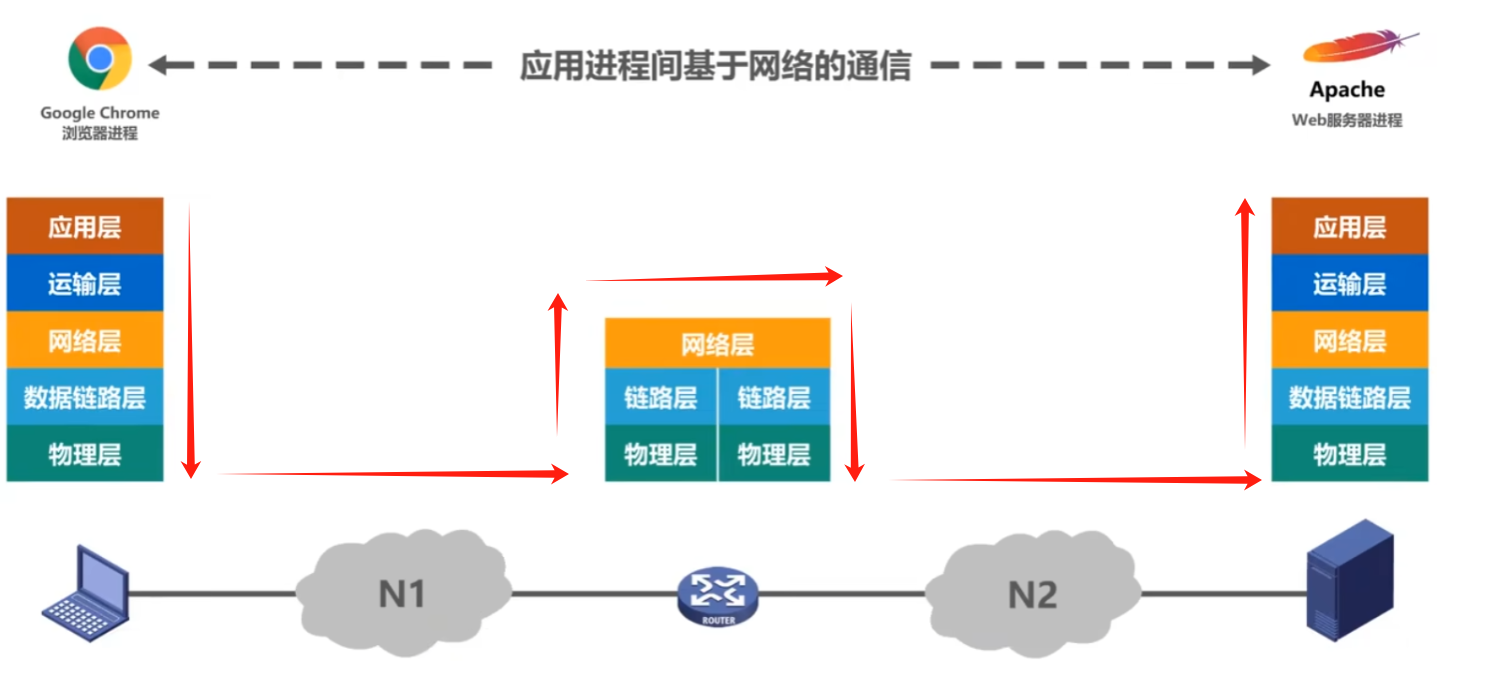 应用进程间基于网络的通信
Google Chrome
浏览器进程
Apache
Web服务器进程
应用层
运输层
网络层
数据链路层
物理层
网络层
链路层 链路层
物理层 物理层
应用层
运输层
网络层
数据链路层
物理层
N1
ROUTER
N2